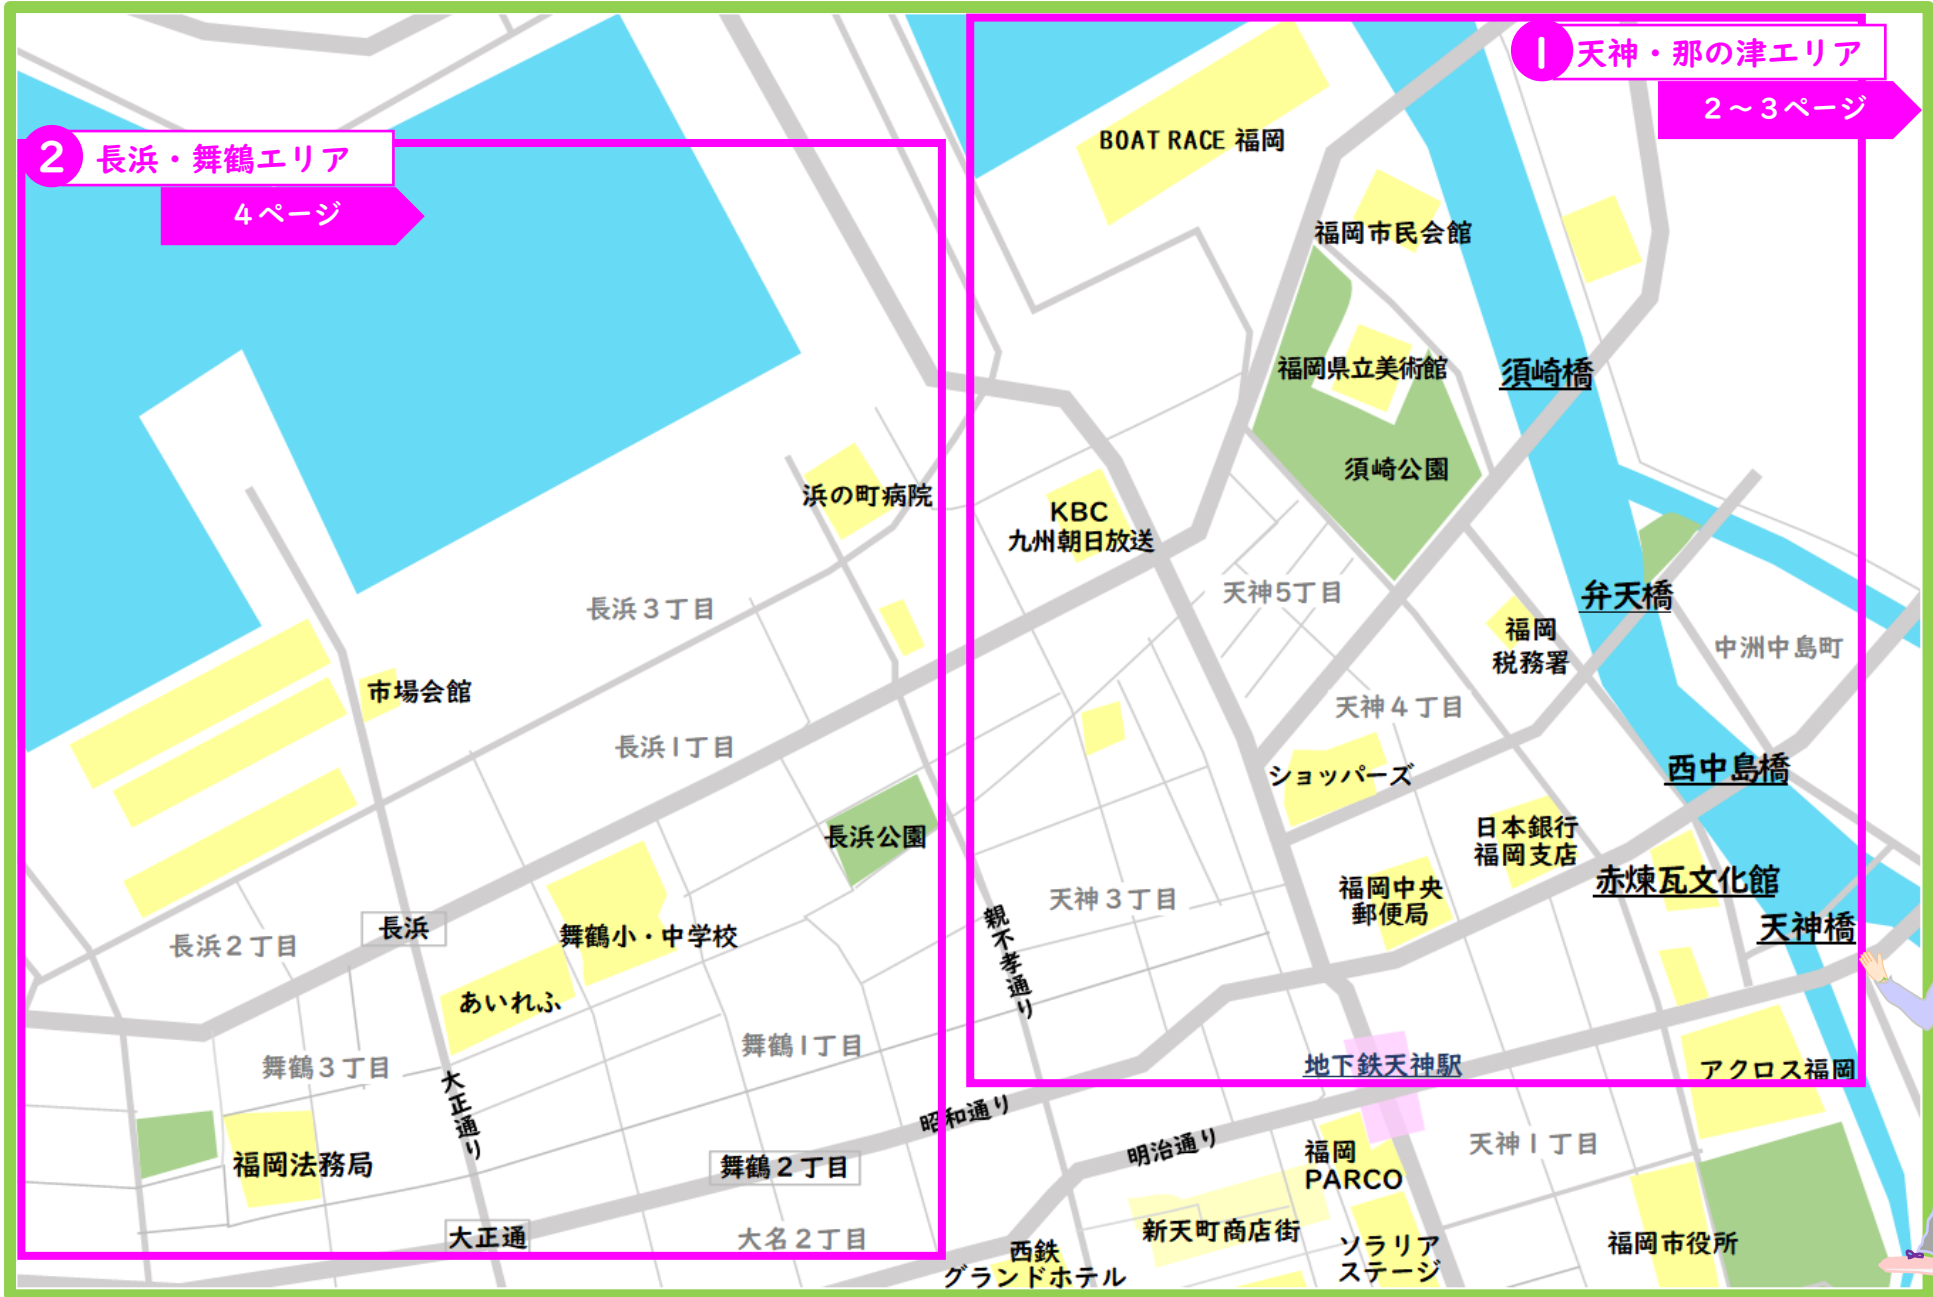 1 天神・那の津エリア
2～3ページ
2 長浜・舞鶴エリア
4ページ
BOAT RACE 福岡
福岡市民会館
福岡県立美術館
須崎橋
須崎公園
浜の町病院
KBC
九州朝日放送
長浜3丁目
天神5丁目
弁天橋
福岡
税務署
中洲中島町
市場会館
天神4丁目
長浜1丁目
ショッパーズ
西中島橋
長浜公園
日本銀行
福岡支店
赤煉瓦文化館
福岡中央
郵便局
天神3丁目
天神橋
長浜
長浜2丁目
舞鶴小・中学校
親不孝通り
あいれふ
舞鶴3丁目
舞鶴1丁目
地下鉄天神駅
アクロス福岡
大正通り
昭和通り
明治通り
福岡
PARCO
天神1丁目
福岡法務局
舞鶴2丁目
大正通
大名2丁目
新天町商店街
西鉄
グランドホテル
ソラリア
ステージ
福岡市役所